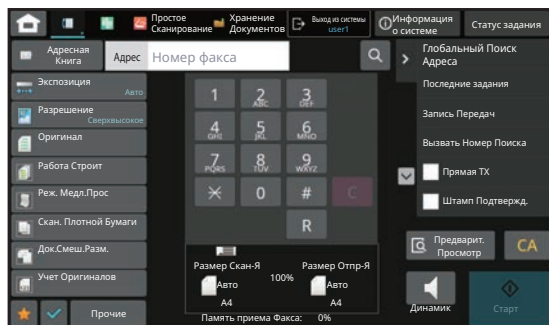 Простое
Сканирование
Хранение
Документов
Выход из системы
user1
Информация
о системе
Статус задания
Адресная
Книга
Адрес
Номер факса
Глобальный Поиск
Адреса
Экспозиция
Авто
Разрешение
Сверхвысокое
Оригинал
Работа Строит
Реж. Медл.Прос
Скан. Плотной Бумаги
Док.Смеш.Разм.
Учет Оригиналов
Прочие
1
2
ABC
3
DEF
4
GHI
5
JKL
6
MNO
7
PQRS
8
TUV
9
WXYZ
0
#
C
R
Последние задания
Запись Передач
Вызвать Номер Поиска
Прямая TX
Штамп Подтвержд.
Размер Скан-Я
Размер Отпр-Я
Авто
100%
Авто
A4
A4
Память приема Факса: 0%
Предварит.
Просмотр
CA
Динамик
Старт